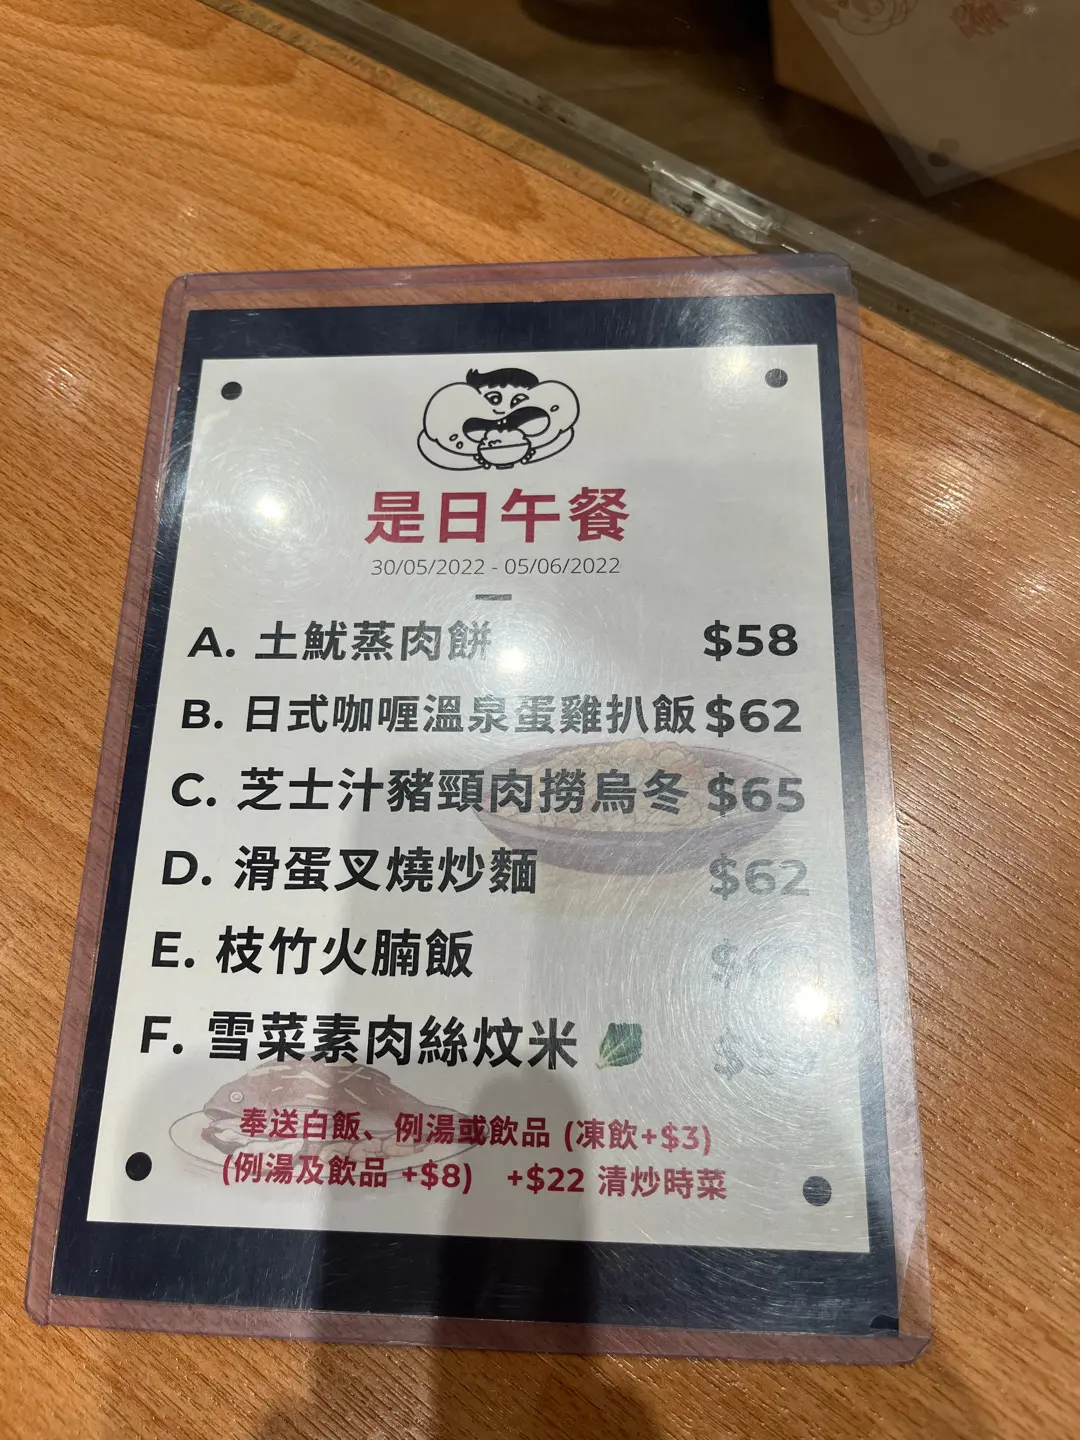 是日午餐
30/05/2022 - 05/06/2022
A. 土魷蒸肉餅 $58
B. 日式咖喱溫泉蛋雞扒飯 $62
C. 芝士汁豬頸肉撈烏冬 $65
D. 滑蛋叉燒炒麵 $62
E. 枝竹火腩飯
F. 雪菜素肉絲炆米
奉送白飯、例湯或飲品 (凍飲+$3)
(例湯及飲品 +$8) +$22 清炒時菜